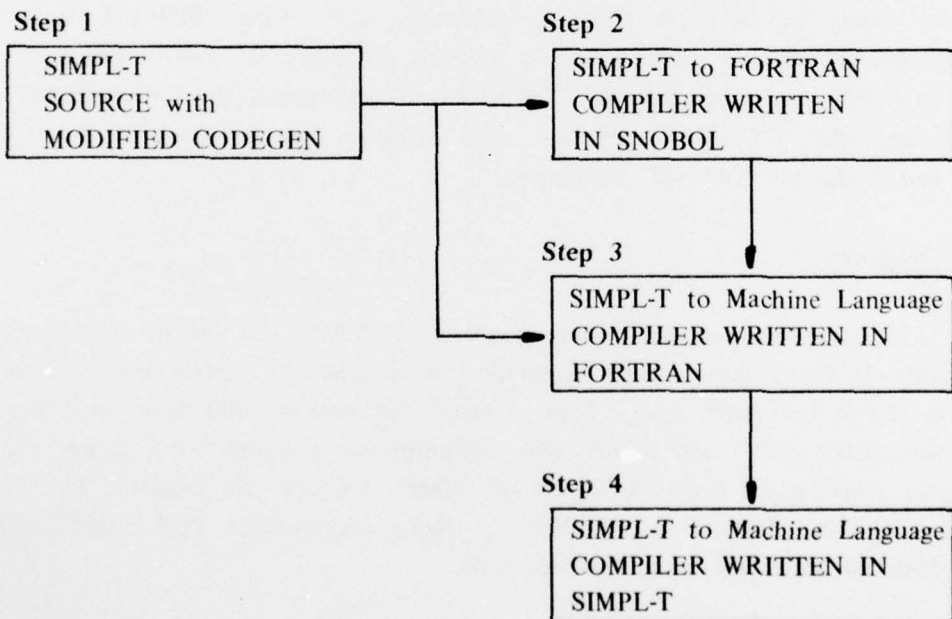 Step 1
SIMPL-T
SOURCE with
MODIFIED CODEGEN
Step 2
SIMPL-T to FORTRAN
COMPILER WRITTEN
IN SNOBOL
Step 3
SIMPL-T to Machine Language
COMPILER WRITTEN IN
FORTRAN
Step 4
SIMPL-T to Machine Language
COMPILER WRITTEN IN
SIMPL-T